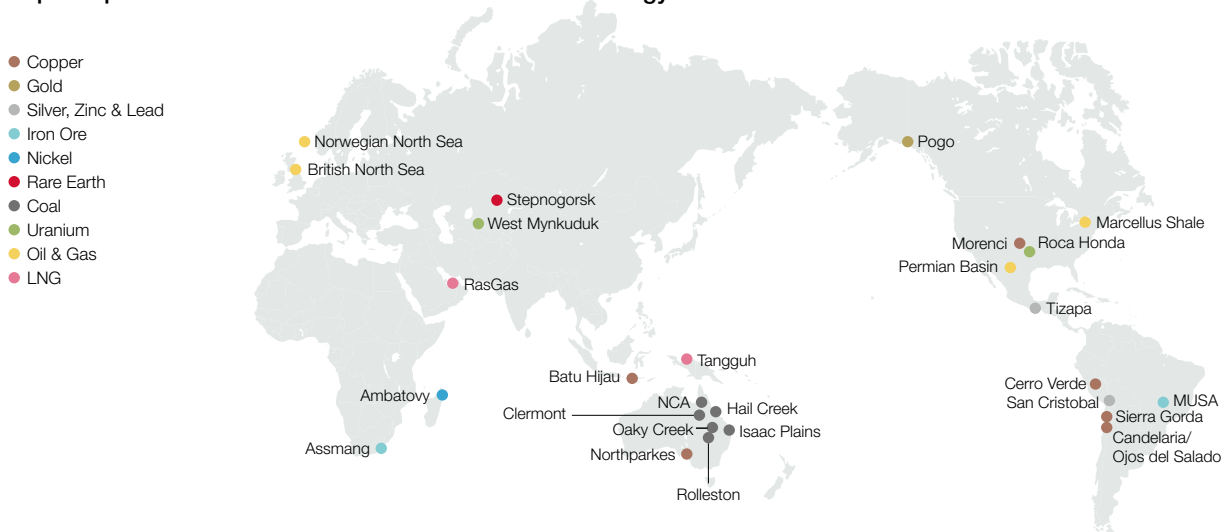 Copper
Gold
Silver, Zinc & Lead
Iron Ore
Nickel
Rare Earth
Coal
Uranium
Oil & Gas
LNG
Norwegian North Sea
British North Sea
Stepnogorsk
West Mynkuduk
RasGas
Ambatovy
Assmang
Batu Hijau
Tangguh
NCA
Clermont
Hail Creek
Oaky Creek
Isaac Plains
Northparkes
Rolleston
Pogo
Marcellus Shale
Morenci
Roca Honda
Permian Basin
Tizapa
Cerro Verde
San Cristobal
MUSA
Sierra Gorda
Candelaria/
Ojos del Salado